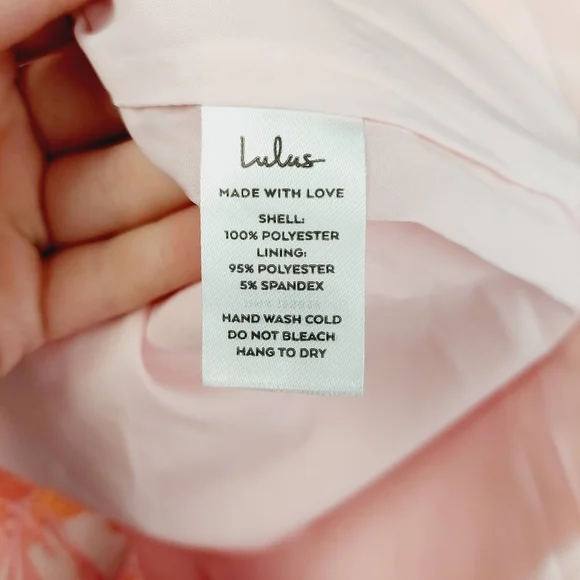 Lulus
MADE WITH LOVE
SHELL:
100% POLYESTER
LINING:
95% POLYESTER
5% SPANDEX
HAND WASH COLD
DO NOT BLEACH
HANG TO DRY